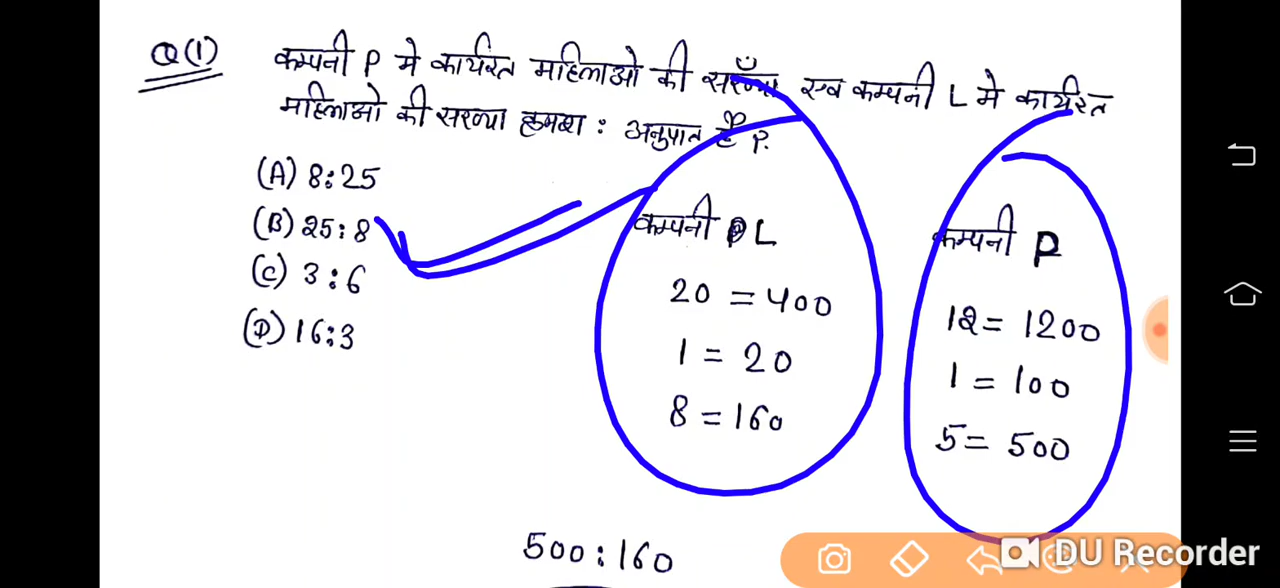 Q(1) कम्पनी P मे कार्यरत महिलाओ की संख्या एवं कम्पनी L मे कार्यरत
महिलाओ की सख्या क्रमश : अनुपात है ?
(A) 8:25
(B) 25:8
(C) 3:6
(D) 16:3
कम्पनी L
20 = 400
1 = 20
8 = 160
कम्पनी P
12 = 1200
1 = 100
5 = 500
500:160
DU Recorder